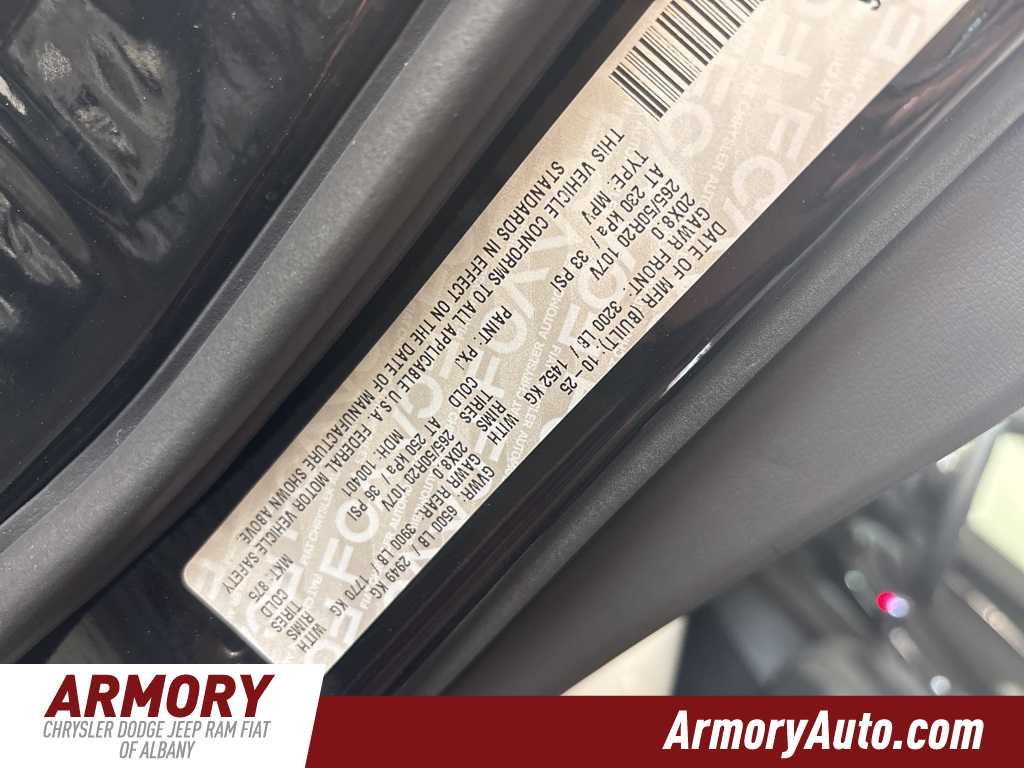 DATE OF MFR (BUILT): 10-25 GVWR: 6500 LB / 2949 KG
GAWR FRONT: 3200 LB / 1452 KG WITH GAWR REAR: 3900 LB / 1770 KG WITH
20X8.0 RIMS 20X8.0 RIMS
265/50R20 107V TIRES 265/50R20 107V TIRES
AT 230 KPa / 33 PSI COLD AT 250 KPa / 36 PSI COLD
TYPE: MPV PAINT: PXJ MDH: 100401 MKT: 875
THIS VEHICLE CONFORMS TO ALL APPLICABLE U.S.A. FEDERAL MOTOR VEHICLE SAFETY
STANDARDS IN EFFECT ON THE DATE OF MANUFACTURE SHOWN ABOVE.
ARMORY
CHRYSLER DODGE JEEP RAM FIAT
OF ALBANY
ArmoryAuto.com